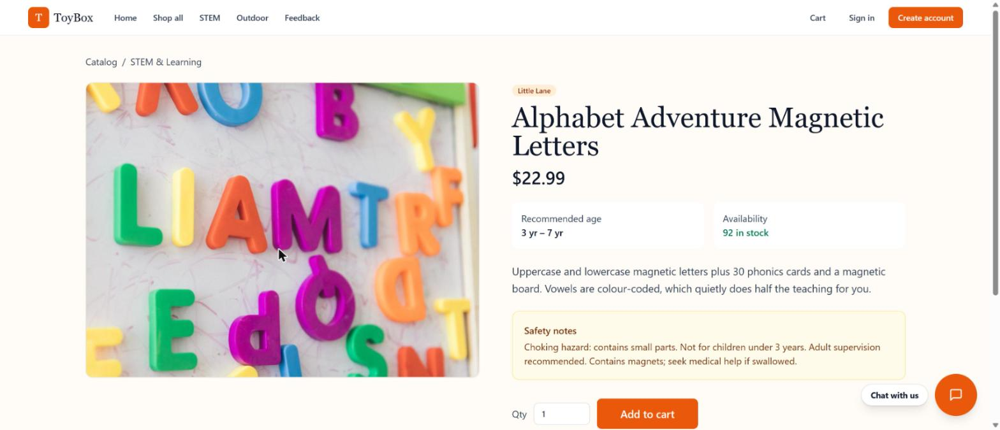 T ToyBox Home Shop all STEM Outdoor Feedback Cart Sign in Create account
Catalog / STEM & Learning
B
Y
LIAMTRF
E
d
Q
d
T
E
S
N
Little Lane
Alphabet Adventure Magnetic
Letters
$22.99
Recommended age
3 yr – 7 yr
Availability
92 in stock
Uppercase and lowercase magnetic letters plus 30 phonics cards and a magnetic
board. Vowels are colour-coded, which quietly does half the teaching for you.
Safety notes
Choking hazard: contains small parts. Not for children under 3 years. Adult supervision
recommended. Contains magnets; seek medical help if swallowed.
Qty 1 Add to cart
Chat with us